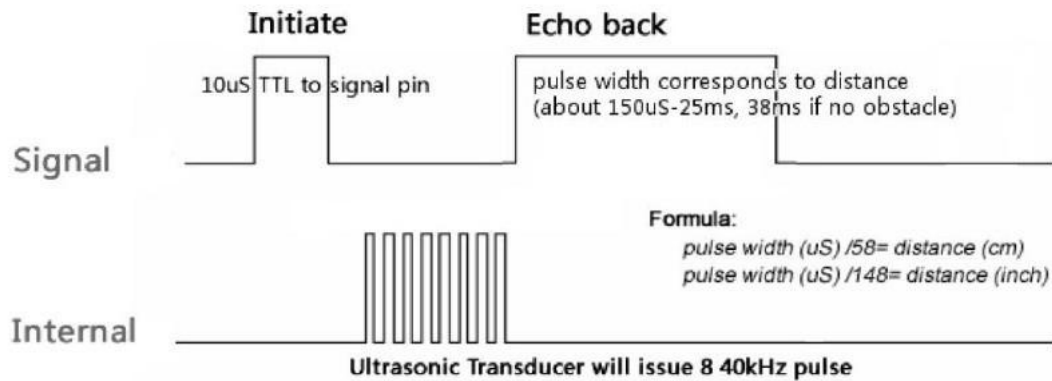 Initiate
Echo back
10uS TTL to signal pin
pulse width corresponds to distance
(about 150uS-25ms, 38ms if no obstacle)
Signal
Formula:
pulse width (uS) /58= distance (cm)
pulse width (uS) /148= distance (inch)
Internal
Ultrasonic Transducer will issue 8 40kHz pulse